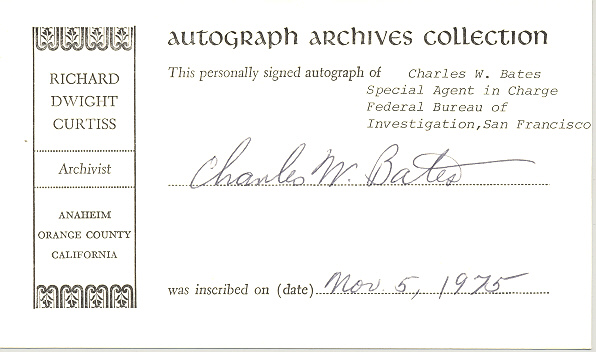 AUTOGRAPH ARCHIVES COLLECTION
RICHARD
DWIGHT
CURTISS
Archivist
ANAHEIM
ORANGE COUNTY
CALIFORNIA
This personally signed autograph of Charles W. Bates
Special Agent in Charge
Federal Bureau of
Investigation,San Francisco
Charles W. Bates
was inscribed on (date) Nov. 5, 1975